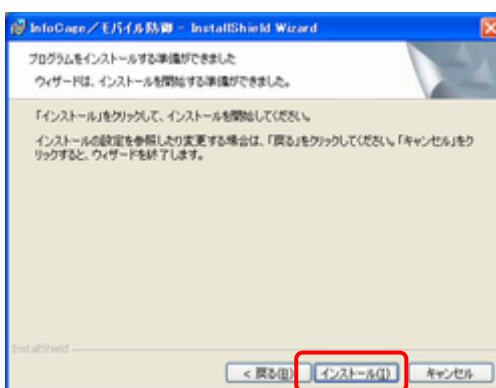 InfoCage／モバイル防御 - InstallShield Wizard
プログラムをインストールする準備ができました
ウィザードは、インストールを開始する準備ができました。
「インストール」をクリックして、インストールを開始してください。
インストールの設定を参照したり変更する場合は、「戻る」をクリックしてください。「キャンセル」をク
リックすると、ウィザードを終了します。
InstallShield
< 戻る(B)
インストール(I)
キャンセル